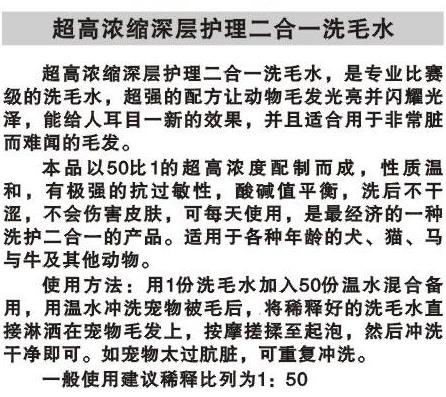 超高浓缩深层护理二合一洗毛水
超高浓缩深层护理二合一洗毛水，是专业比赛
级的洗毛水，超强的配方让动物毛发光亮并闪耀光
泽，能给人耳目一新的效果，并且适合用于非常脏
而难闻的毛发。
本品以50比1的超高浓度配制而成，性质温
和，有极强的抗过敏性，酸碱值平衡，洗后不干
涩，不会伤害皮肤，可每天使用，是最经济的一种
洗护二合一的产品。适用于各种年龄的犬、猫、马
与牛及其他动物。
使用方法：用1份洗毛水加入50份温水混合备
用，用温水冲洗宠物被毛后，将稀释好的洗毛水直
接淋洒在宠物毛发上，按摩搓揉至起泡，然后冲洗
干净即可。如宠物太过肮脏，可重复冲洗。
一般使用建议稀释比列为1：50